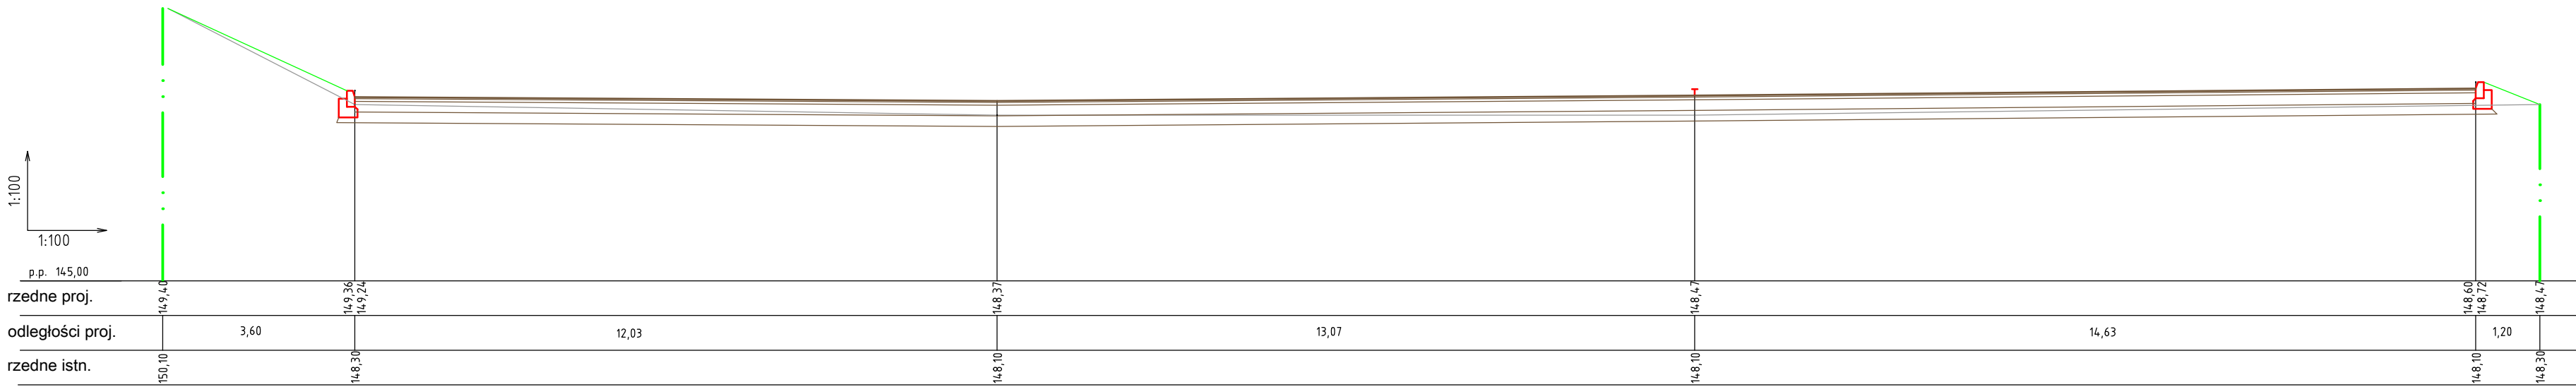 1:100
1:100
p.p. 145,00
rzedne proj. 149,40 149,36 149,24 148,37 148,47 148,60 148,72 148,47
odległości proj. 3,60 12,03 13,07 14,63 1,20
rzedne istn. 150,10 148,30 148,10 148,10 148,10 148,30